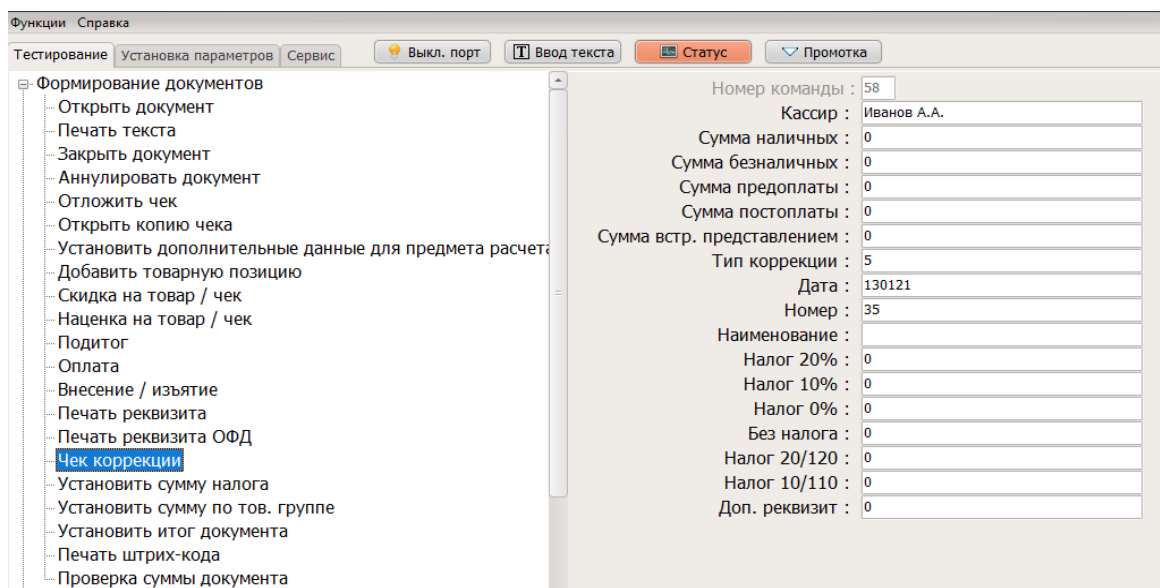 Функции Справка
Тестирование Установка параметров Сервис Выкл. порт T Ввод текста Статус Промотка
Формирование документов
Открыть документ
Печать текста
Закрыть документ
Аннулировать документ
Отложить чек
Открыть копию чека
Установить дополнительные данные для предмета расчета
Добавить товарную позицию
Скидка на товар / чек
Наценка на товар / чек
Подитог
Оплата
Внесение / изъятие
Печать реквизита
Печать реквизита ОФД
Чек коррекции
Установить сумму налога
Установить сумму по тов. группе
Установить итог документа
Печать штрих-кода
Проверка суммы документа
Номер команды : 58
Кассир : Иванов А.А.
Сумма наличных : 0
Сумма безналичных : 0
Сумма предоплаты : 0
Сумма постоплаты : 0
Сумма встр. представлением : 0
Тип коррекции : 5
Дата : 130121
Номер : 35
Наименование :
Налог 20% : 0
Налог 10% : 0
Налог 0% : 0
Без налога : 0
Налог 20/120 : 0
Налог 10/110 : 0
Доп. реквизит : 0